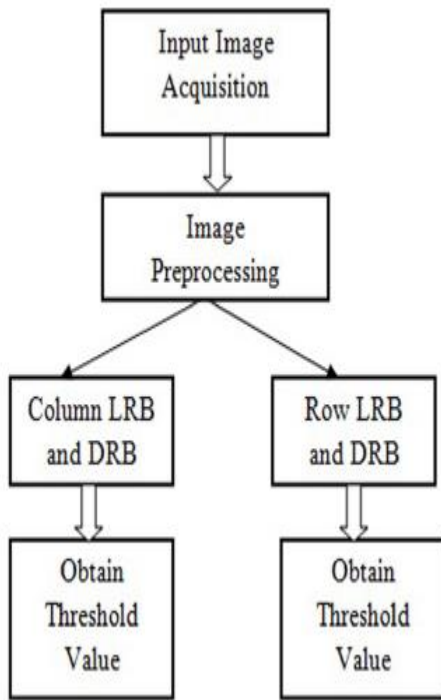 Input Image
Acquisition
Image
Preprocessing
Column LRB
and DRB
Row LRB
and DRB
Obtain
Threshold
Value
Obtain
Threshold
Value